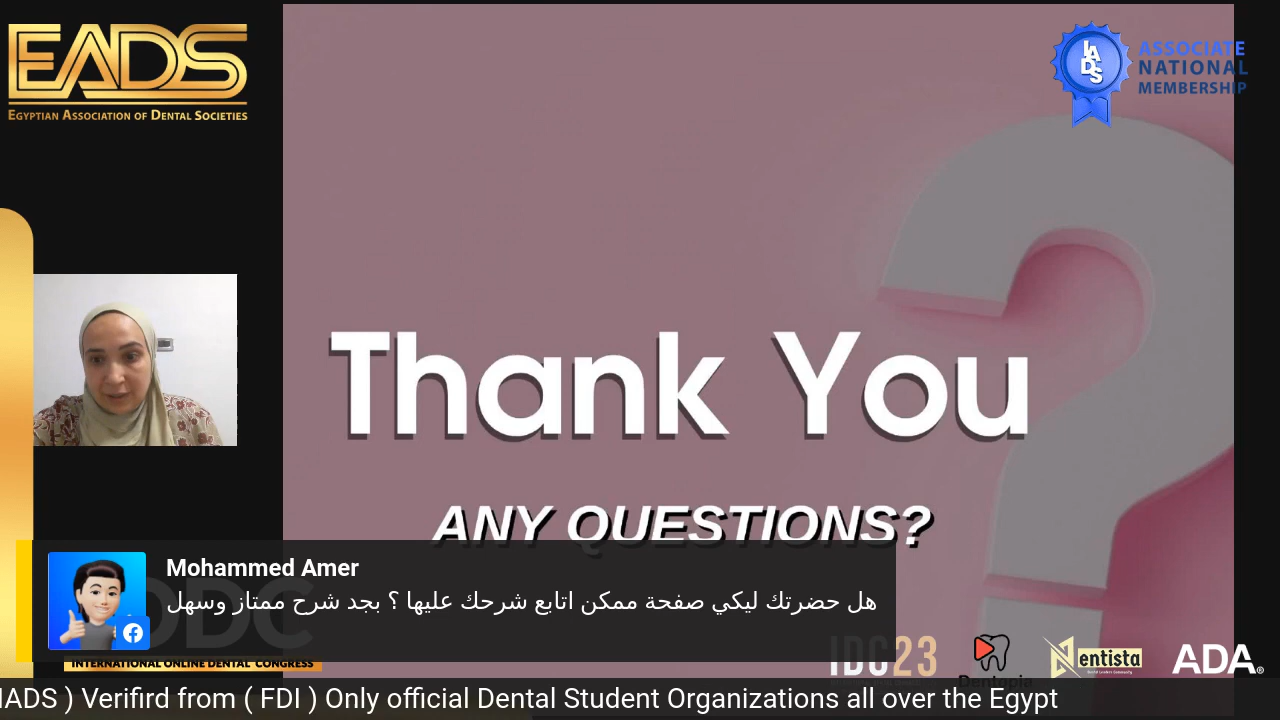 EADS
EGYPTIAN ASSOCIATION OF DENTAL SOCIETIES
IADS
ASSOCIATE
NATIONAL
MEMBERSHIP
Thank You
ANY QUESTIONS?
Mohammed Amer
هل حضرتك ليكي صفحة ممكن اتابع شرحك عليها ؟ بجد شرح ممتاز وسهل
INTERNATIONAL ONLINE DENTAL CONGRESS
IDC23
Dentopia
Nentista
ADA
IADS ) Verifird from ( FDI ) Only official Dental Student Organizations all over the Egypt